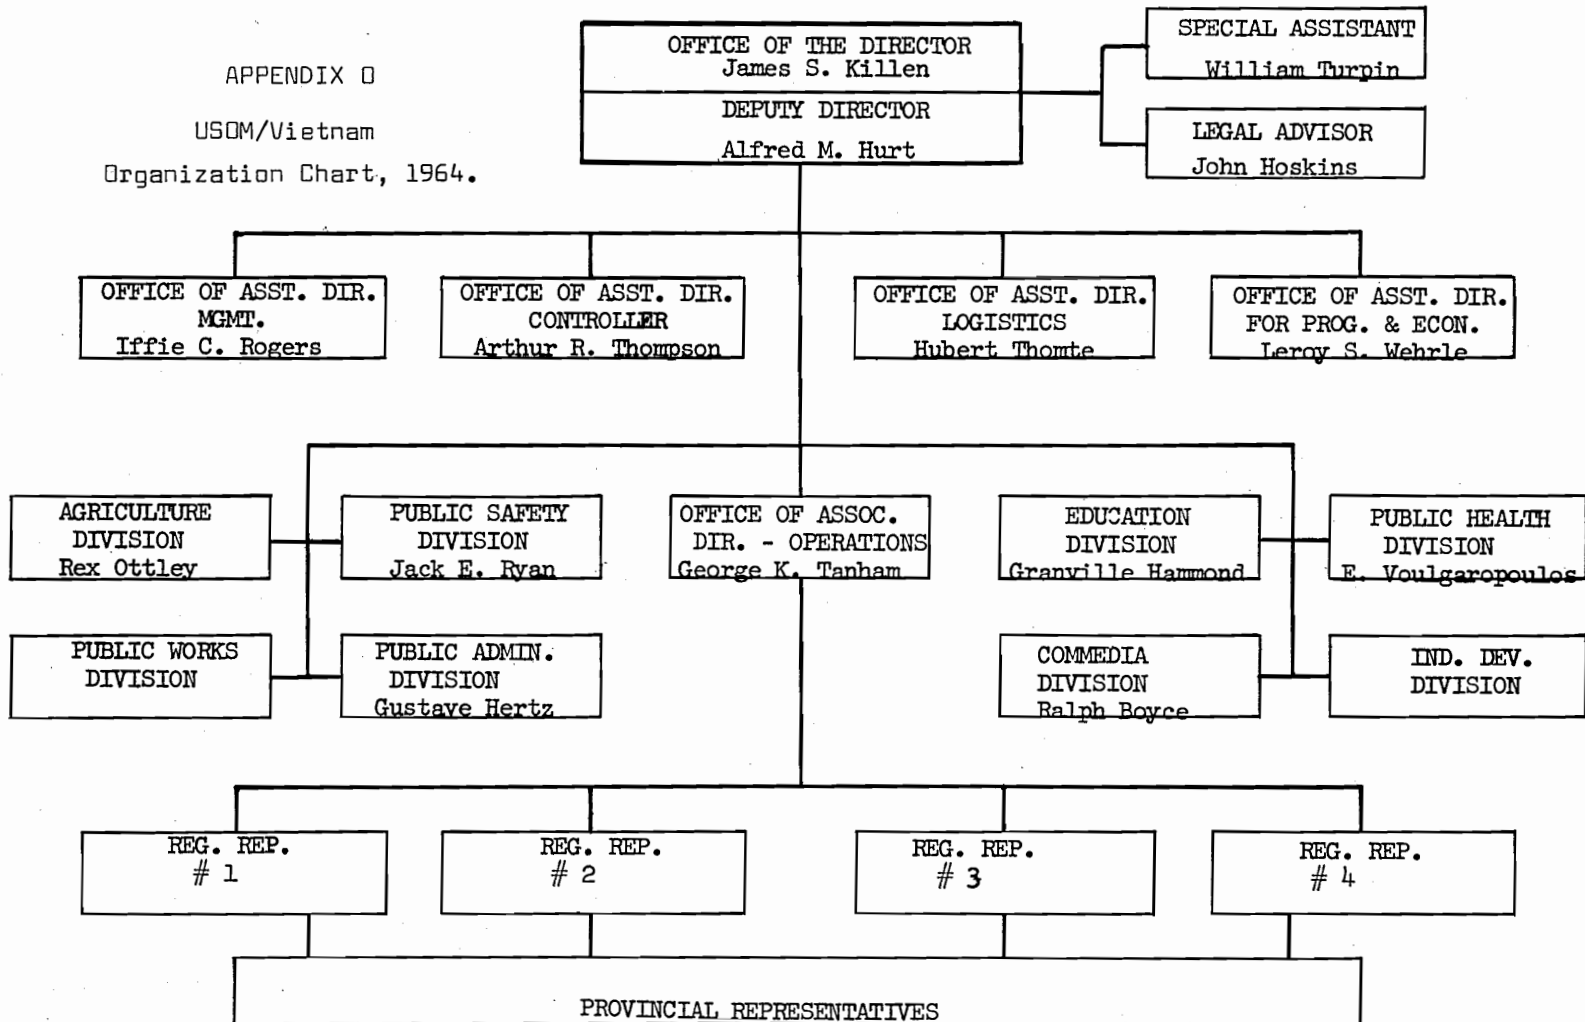 APPENDIX O
USOM/Vietnam
Organization Chart, 1964.
OFFICE OF THE DIRECTOR
James S. Killen
DEPUTY DIRECTOR
Alfred M. Hurt
SPECIAL ASSISTANT
William Turpin
LEGAL ADVISOR
John Hoskins
OFFICE OF ASST. DIR.
MGMT.
Iffie C. Rogers
OFFICE OF ASST. DIR.
CONTROLLER
Arthur R. Thompson
OFFICE OF ASST. DIR.
LOGISTICS
Hubert Thomte
OFFICE OF ASST. DIR.
FOR PROG. & ECON.
Leroy S. Wehrle
AGRICULTURE
DIVISION
Rex Ottley
PUBLIC SAFETY
DIVISION
Jack E. Ryan
OFFICE OF ASSOC.
DIR. - OPERATIONS
George K. Tanham
EDUCATION
DIVISION
Granville Hammond
PUBLIC HEALTH
DIVISION
E. Voulgaropoulos
PUBLIC WORKS
DIVISION
PUBLIC ADMIN.
DIVISION
Gustave Hertz
COMMEDIA
DIVISION
Ralph Boyce
IND. DEV.
DIVISION
REG. REP.
# 1
REG. REP.
# 2
REG. REP.
# 3
REG. REP.
# 4
PROVINCIAL REPRESENTATIVES